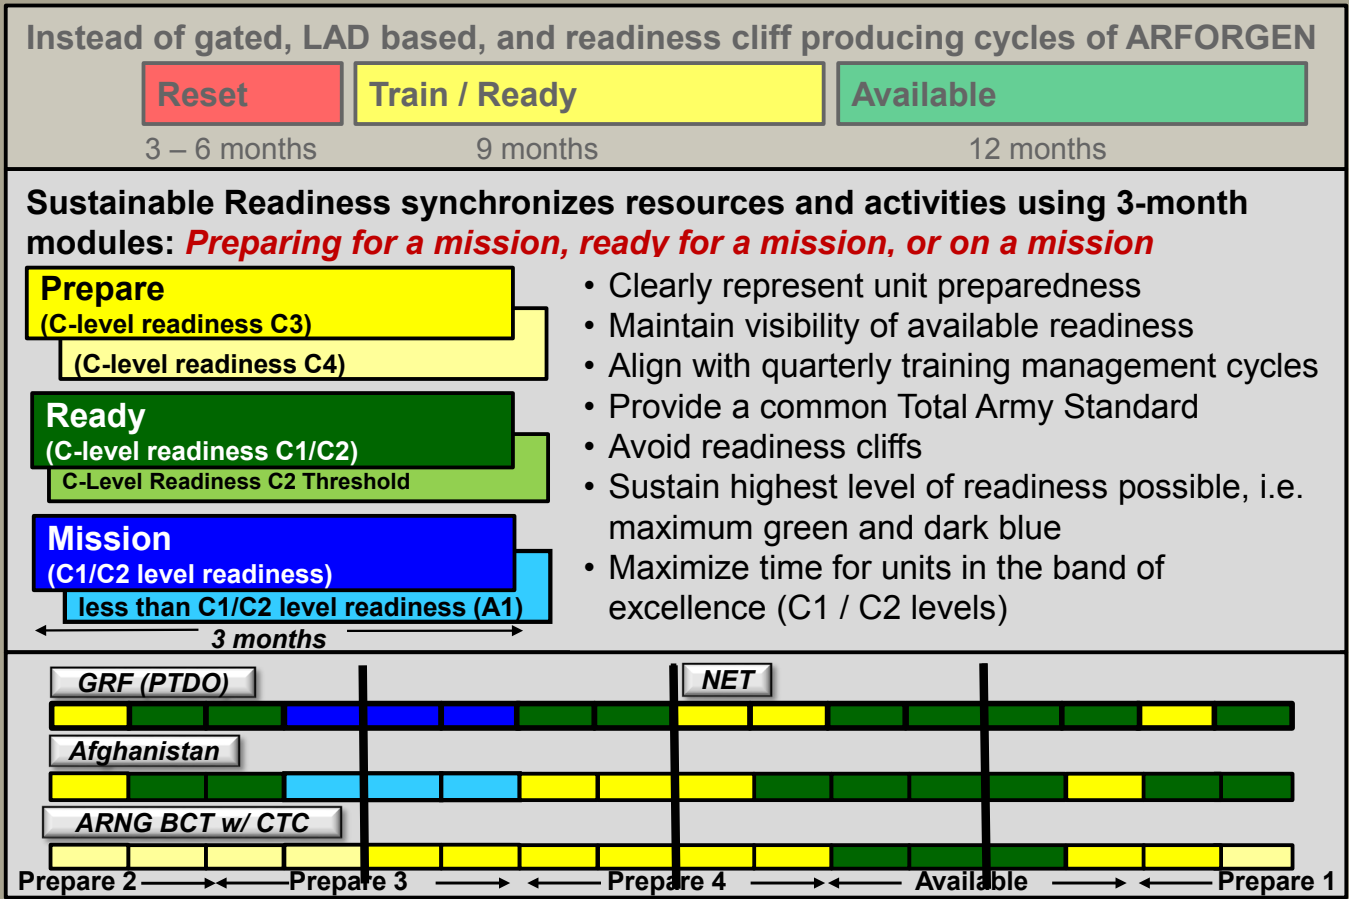 Instead of gated, LAD based, and readiness cliff producing cycles of ARFORGEN
Reset
Train / Ready
Available
3 – 6 months
9 months
12 months
Sustainable Readiness synchronizes resources and activities using 3-month
modules: Preparing for a mission, ready for a mission, or on a mission
Prepare
(C-level readiness C3)
(C-level readiness C4)
Ready
(C-level readiness C1/C2)
C-Level Readiness C2 Threshold
Mission
(C1/C2 level readiness)
less than C1/C2 level readiness (A1)
3 months
• Clearly represent unit preparedness
• Maintain visibility of available readiness
• Align with quarterly training management cycles
• Provide a common Total Army Standard
• Avoid readiness cliffs
• Sustain highest level of readiness possible, i.e.
maximum green and dark blue
• Maximize time for units in the band of
excellence (C1 / C2 levels)
GRF (PTDO)
NET
Afghanistan
ARNG BCT w/ CTC
Prepare 2
Prepare 3
Prepare 4
Available
Prepare 1